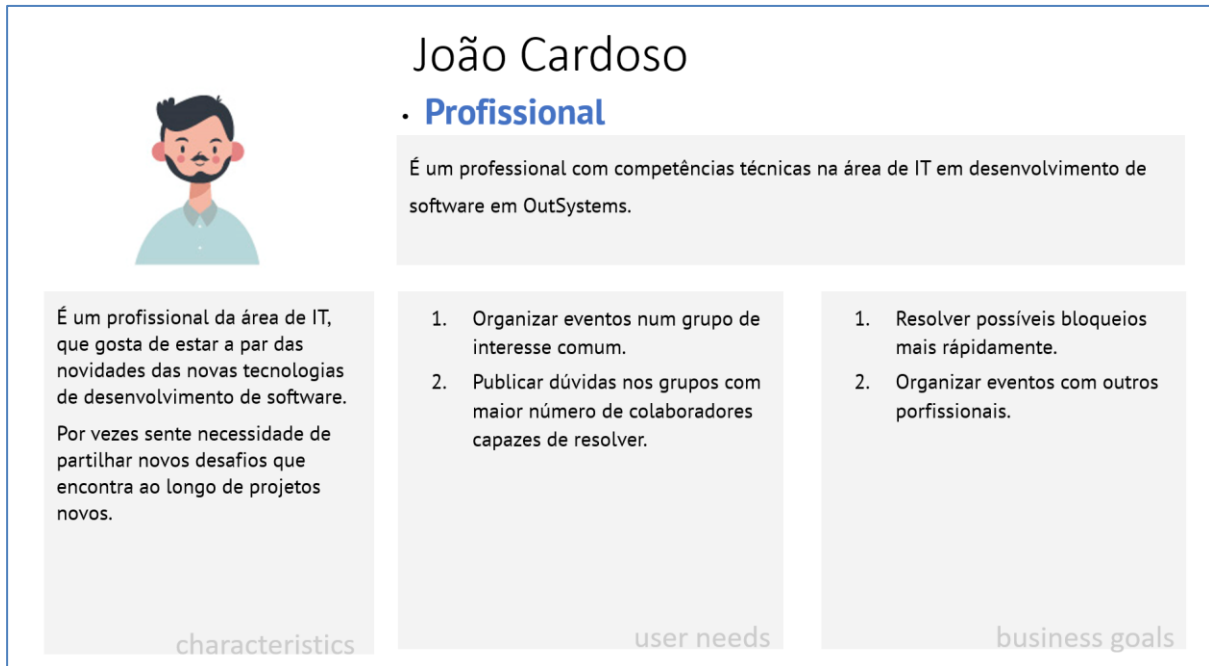 João Cardoso
• Profissional
É um professional com competências técnicas na área de IT em desenvolvimento de
software em OutSystems.
É um profissional da área de IT,
que gosta de estar a par das
novidades das novas tecnologias
de desenvolvimento de software.
Por vezes sente necessidade de
partilhar novos desafios que
encontra ao longo de projetos
novos.
characteristics
1. Organizar eventos num grupo de
interesse comum.
2. Publicar dúvidas nos grupos com
maior número de colaboradores
capazes de resolver.
user needs
1. Resolver possíveis bloqueios
mais rápidamente.
2. Organizar eventos com outros
porfissionais.
business goals